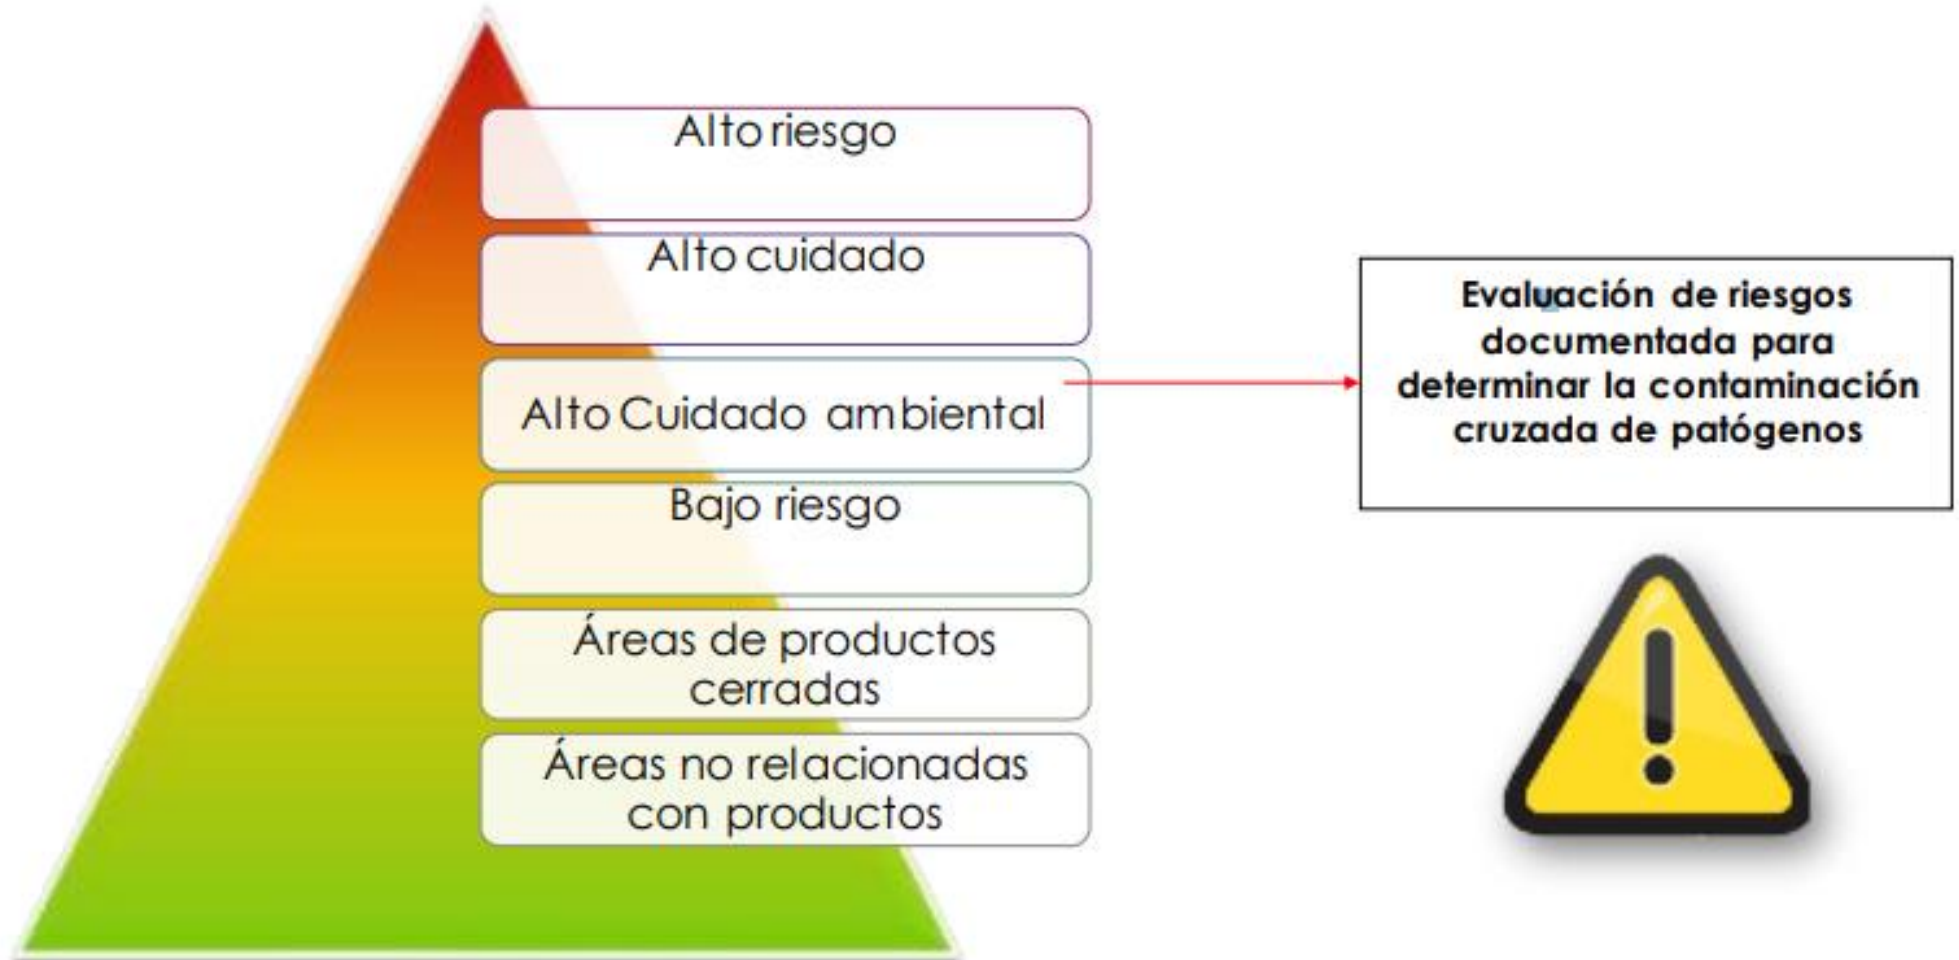 Alto riesgo
Alto cuidado
Alto Cuidado ambiental
Bajo riesgo
Áreas de productos
cerradas
Áreas no relacionadas
con productos
Evaluación de riesgos
documentada para
determinar la contaminación
cruzada de patógenos